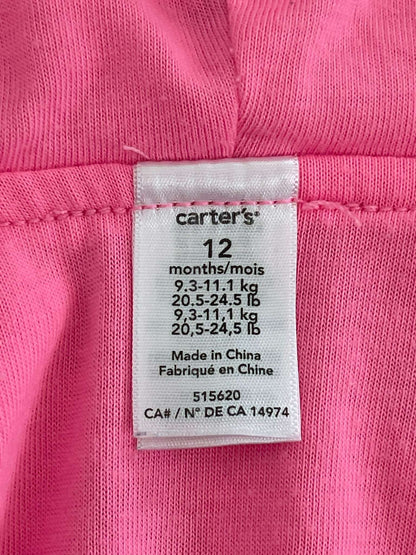 carter's®
12
months/mois
9.3-11.1 kg
20.5-24.5 lb
9,3-11,1 kg
20,5-24,5 lb
Made in China
Fabriqué en Chine
515620
CA# / N° DE CA 14974